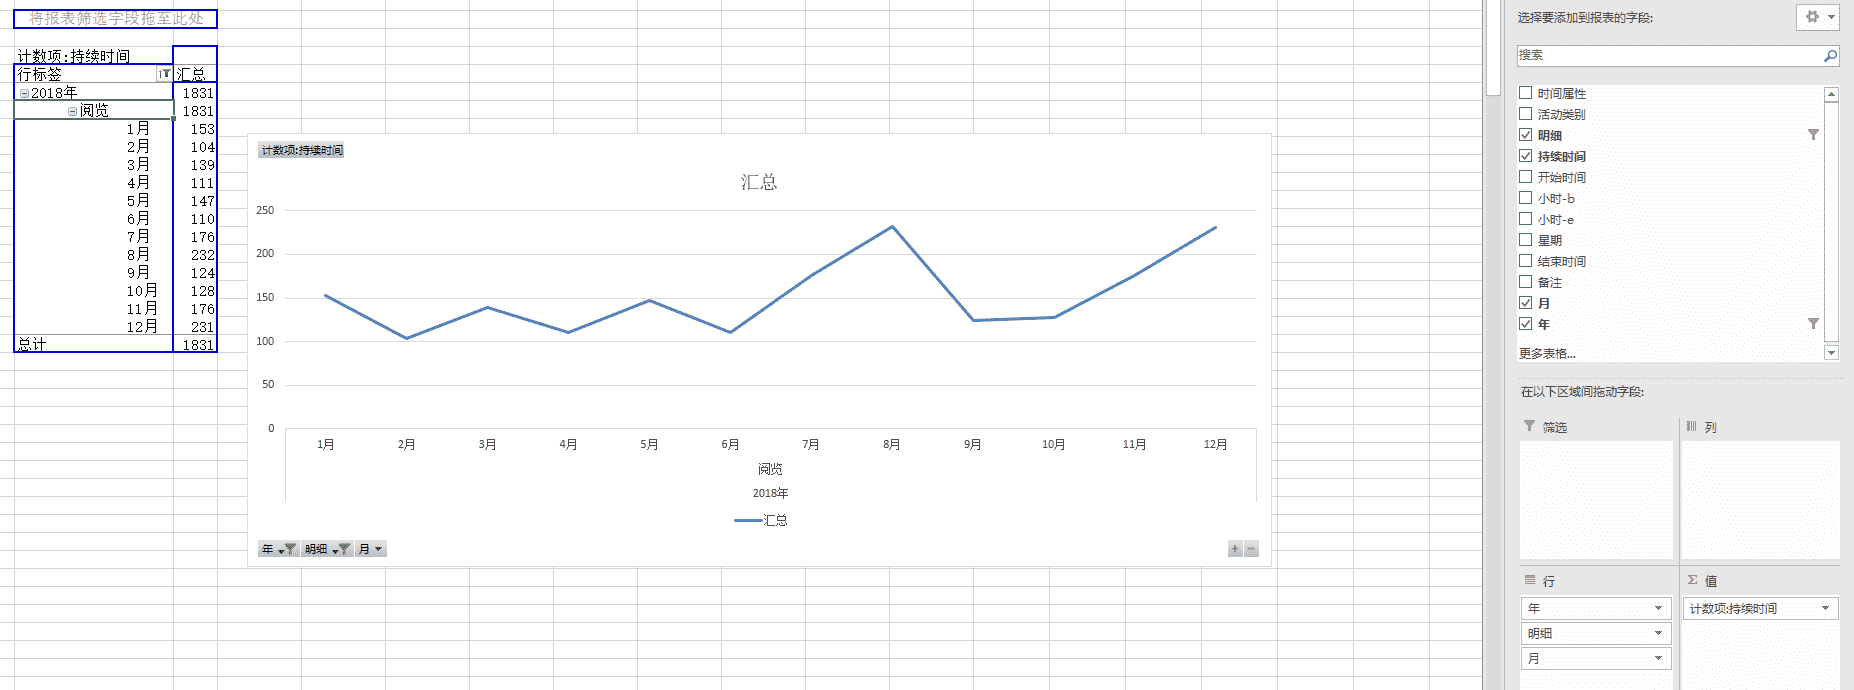 将报表筛选字段拖至此处
计数项:持续时间
行标签 汇总
2018年 1831
阅览 1831
1月 153
2月 104
3月 139
4月 111
5月 147
6月 110
7月 176
8月 232
9月 124
10月 128
11月 176
12月 231
总计 1831
计数项:持续时间
汇总
250
200
150
100
50
0
1月 2月 3月 4月 5月 6月 7月 8月 9月 10月 11月 12月
阅览
2018年
汇总
年 明细 月
选择要添加到报表的字段:
搜索
时间属性
活动类别
明细
持续时间
开始时间
小时-b
小时-e
星期
结束时间
备注
月
年
更多表格...
在以下区域间拖动字段:
筛选 列
行 Σ 值
年 计数项:持续时间
明细
月